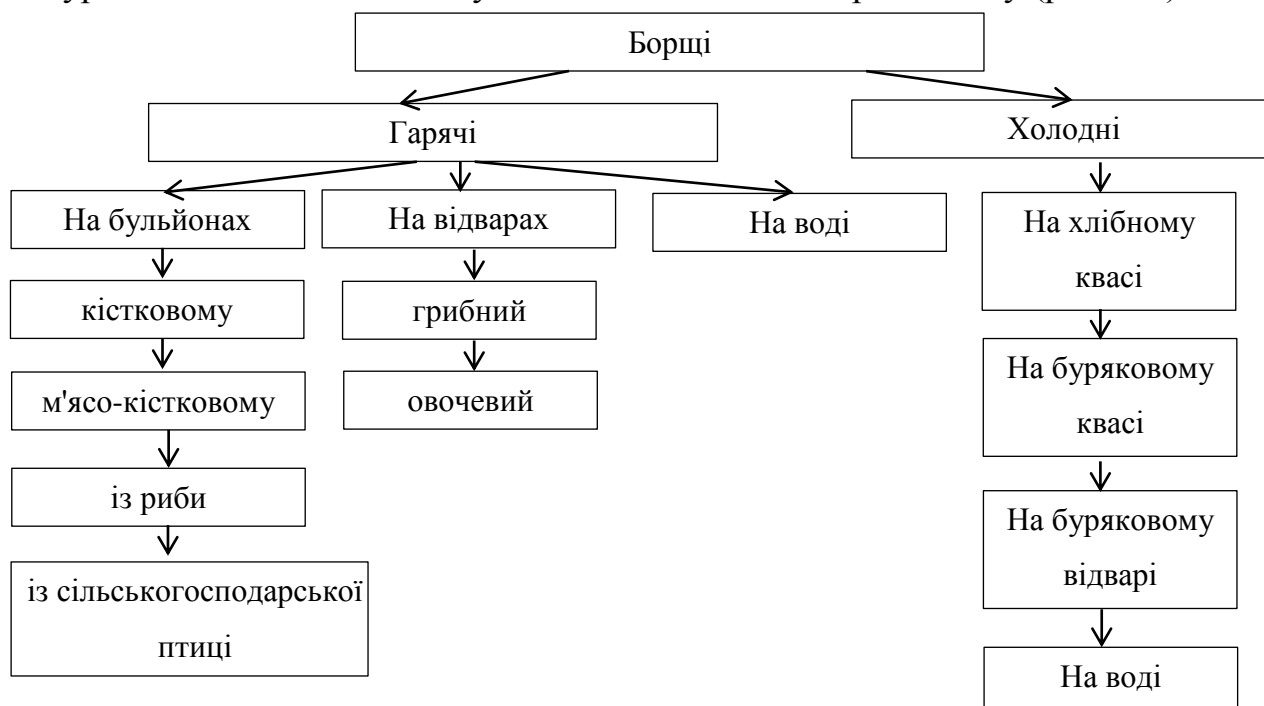 Борщі
Гарячі
Холодні
На бульйонах
На відварах
На воді
На хлібному
квасі
кістковому
грибний
На буряковому
квасі
м'ясо-кістковому
овочевий
із риби
На буряковому
відварі
із сільськогосподарської
птиці
На воді